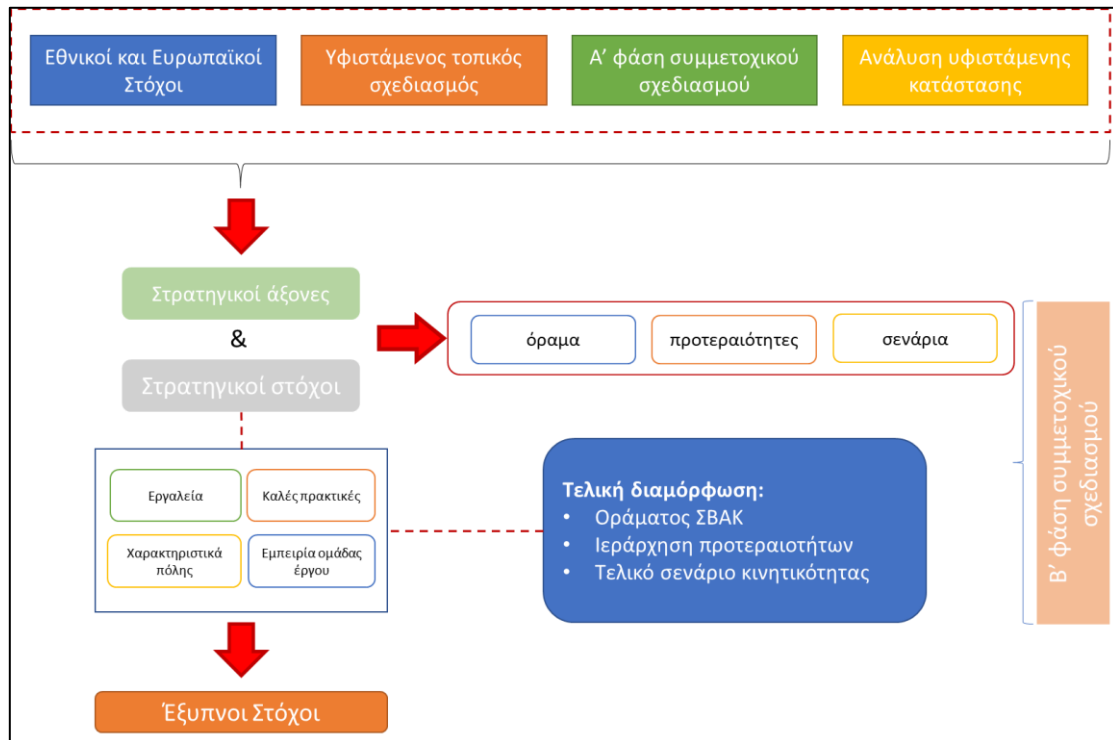 Εθνικοί και Ευρωπαϊκοί
Στόχοι
Υφιστάμενος τοπικός
σχεδιασμός
Α’ φάση συμμετοχικού
σχεδιασμού
Ανάλυση υφιστάμενης
κατάστασης
Στρατηγικοί άξονες
&
Στρατηγικοί στόχοι
όραμα
προτεραιότητες
σενάρια
Β’ φάση συμμετοχικού
σχεδιασμού
Εργαλεία
Καλές πρακτικές
Χαρακτηριστικά
πόλης
Εμπειρία ομάδας
έργου
Τελική διαμόρφωση:
• Οράματος ΣΒΑΚ
• Ιεράρχηση προτεραιοτήτων
• Τελικό σενάριο κινητικότητας
Έξυπνοι Στόχοι